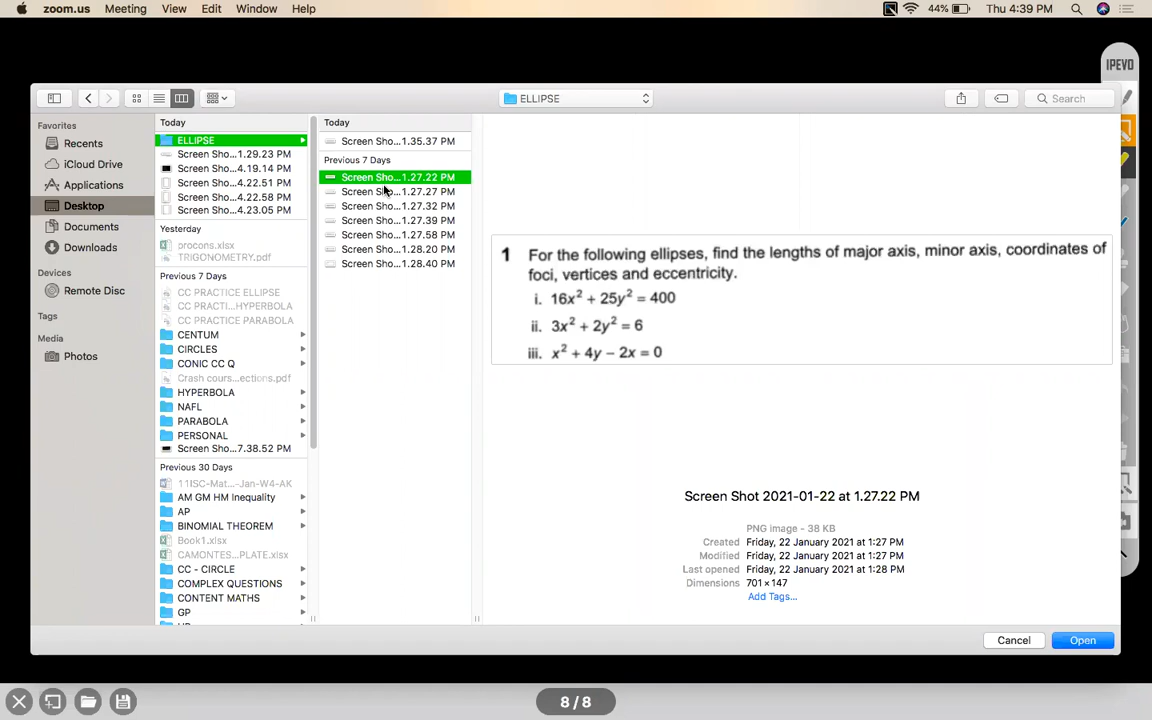 zoom.us Meeting View Edit Window Help 44% Thu 4:39 PM
IPEVO
ELLIPSE
Search
Favorites
Recents
iCloud Drive
Applications
Desktop
Documents
Downloads
Devices
Remote Disc
Tags
Media
Photos
Today
ELLIPSE
Screen Sho...1.29.23 PM
Screen Sho...4.19.14 PM
Screen Sho...4.22.51 PM
Screen Sho...4.22.58 PM
Screen Sho...4.23.05 PM
Yesterday
procons.xlsx
TRIGONOMETRY.pdf
Previous 7 Days
CC PRACTICE ELLIPSE
CC PRACTI...HYPERBOLA
CC PRACTICE PARABOLA
CENTUM
CIRCLES
CONIC CC Q
Crash cours...ections.pdf
HYPERBOLA
NAFL
PARABOLA
PERSONAL
Screen Sho...7.38.52 PM
Previous 30 Days
11ISC-Mat...-Jan-W4-AK
AM GM HM Inequality
AP
BINOMIAL THEOREM
Book1.xlsx
CAMONTES...PLATE.xlsx
CC - CIRCLE
COMPLEX QUESTIONS
CONTENT MATHS
GP
Today
Screen Sho...1.35.37 PM
Previous 7 Days
Screen Sho...1.27.22 PM
Screen Sho...1.27.27 PM
Screen Sho...1.27.32 PM
Screen Sho...1.27.39 PM
Screen Sho...1.27.58 PM
Screen Sho...1.28.20 PM
Screen Sho...1.28.40 PM
1 For the following ellipses, find the lengths of major axis, minor axis, coordinates of
foci, vertices and eccentricity.
i. 16x² + 25y² = 400
ii. 3x² + 2y² = 6
iii. x² + 4y − 2x = 0
Screen Shot 2021-01-22 at 1.27.22 PM
PNG image - 38 KB
Created Friday, 22 January 2021 at 1:27 PM
Modified Friday, 22 January 2021 at 1:27 PM
Last opened Friday, 22 January 2021 at 1:28 PM
Dimensions 701×147
Add Tags...
Cancel Open
8 / 8